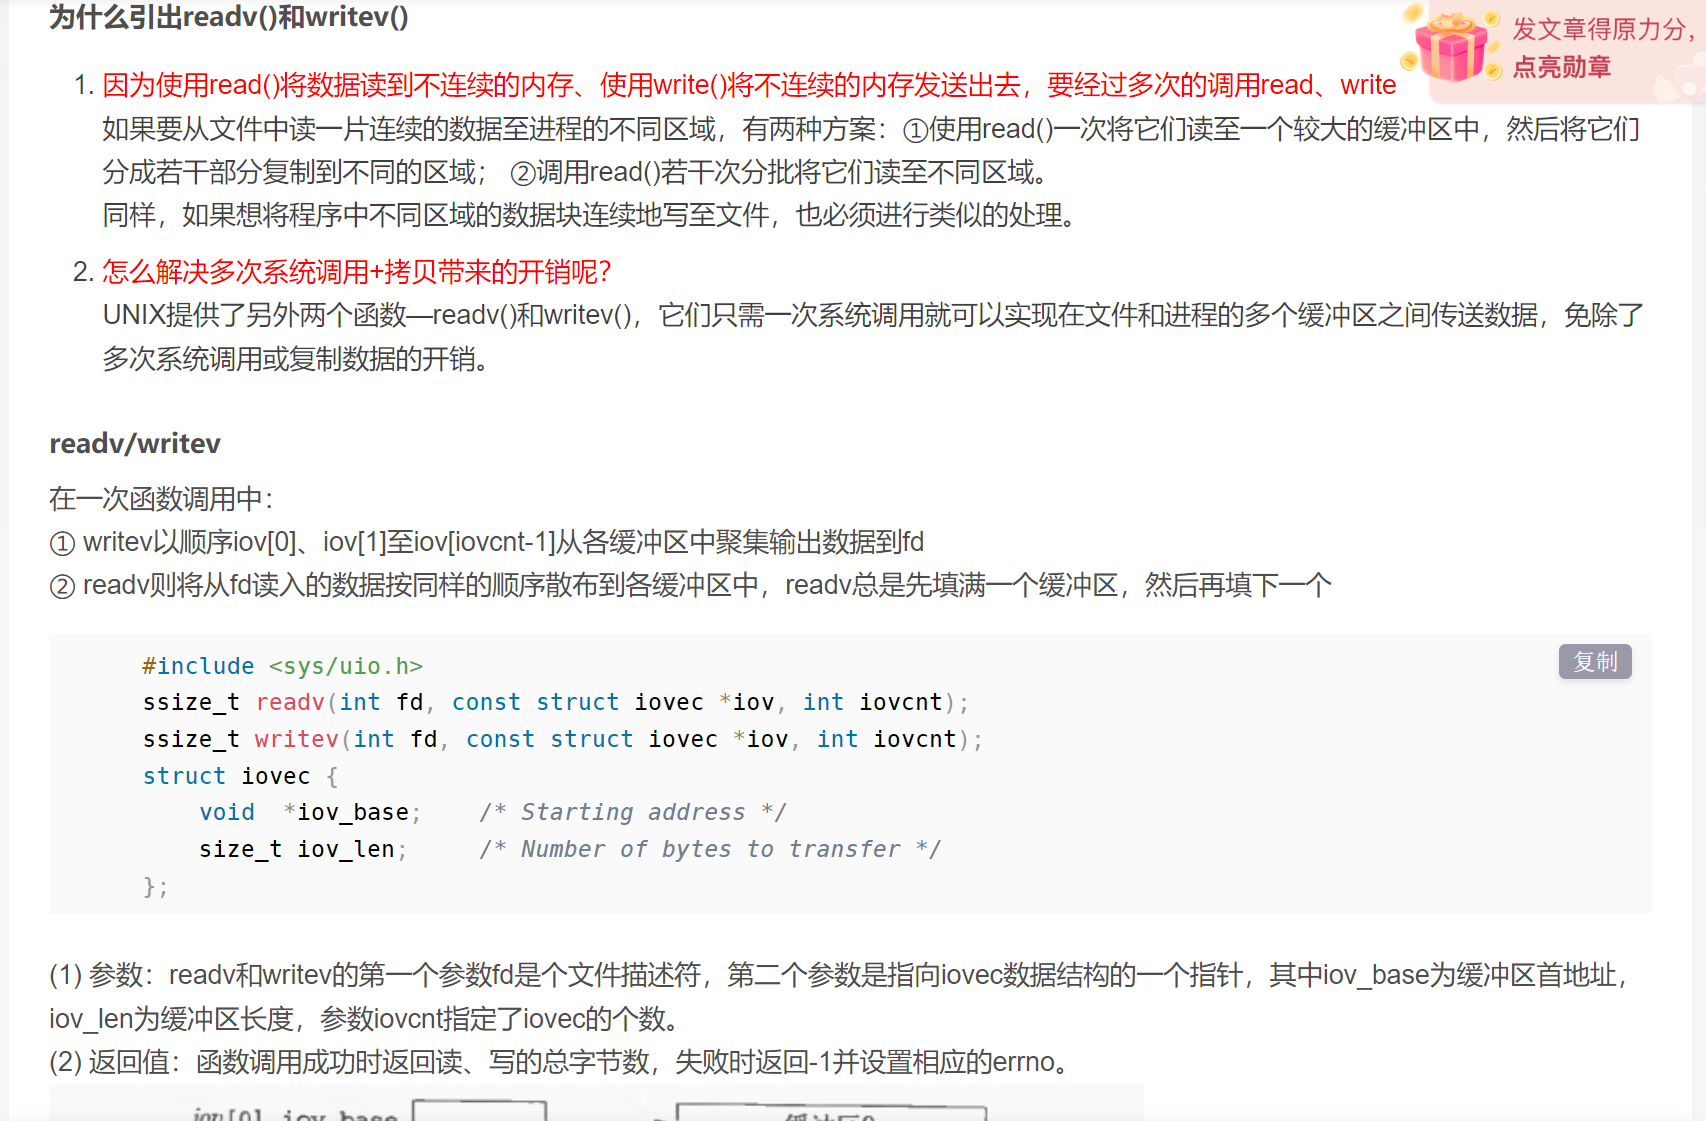 为什么引出readv()和writev()
发文章得原力分，
点亮勋章
1. 因为使用read()将数据读到不连续的内存、使用write()将不连续的内存发送出去，要经过多次的调用read、write
如果要从文件中读一片连续的数据至进程的不同区域，有两种方案：①使用read()一次将它们读至一个较大的缓冲区中，然后将它们
分成若干部分复制到不同的区域； ②调用read()若干次分批将它们读至不同区域。
同样，如果想将程序中不同区域的数据块连续地写至文件，也必须进行类似的处理。
2. 怎么解决多次系统调用+拷贝带来的开销呢？
UNIX提供了另外两个函数—readv()和writev()，它们只需一次系统调用就可以实现在文件和进程的多个缓冲区之间传送数据，免除了
多次系统调用或复制数据的开销。
readv/writev
在一次函数调用中：
① writev以顺序iov[0]、iov[1]至iov[iovcnt-1]从各缓冲区中聚集输出数据到fd
② readv则将从fd读入的数据按同样的顺序散布到各缓冲区中，readv总是先填满一个缓冲区，然后再填下一个
复制
#include <sys/uio.h>
ssize_t readv(int fd, const struct iovec *iov, int iovcnt);
ssize_t writev(int fd, const struct iovec *iov, int iovcnt);
struct iovec {
void  *iov_base;    /* Starting address */
size_t iov_len;     /* Number of bytes to transfer */
};
(1) 参数：readv和writev的第一个参数fd是个文件描述符，第二个参数是指向iovec数据结构的一个指针，其中iov_base为缓冲区首地址，
iov_len为缓冲区长度，参数iovcnt指定了iovec的个数。
(2) 返回值：函数调用成功时返回读、写的总字节数，失败时返回-1并设置相应的errno。
iov[0].iov_base
缓冲区0